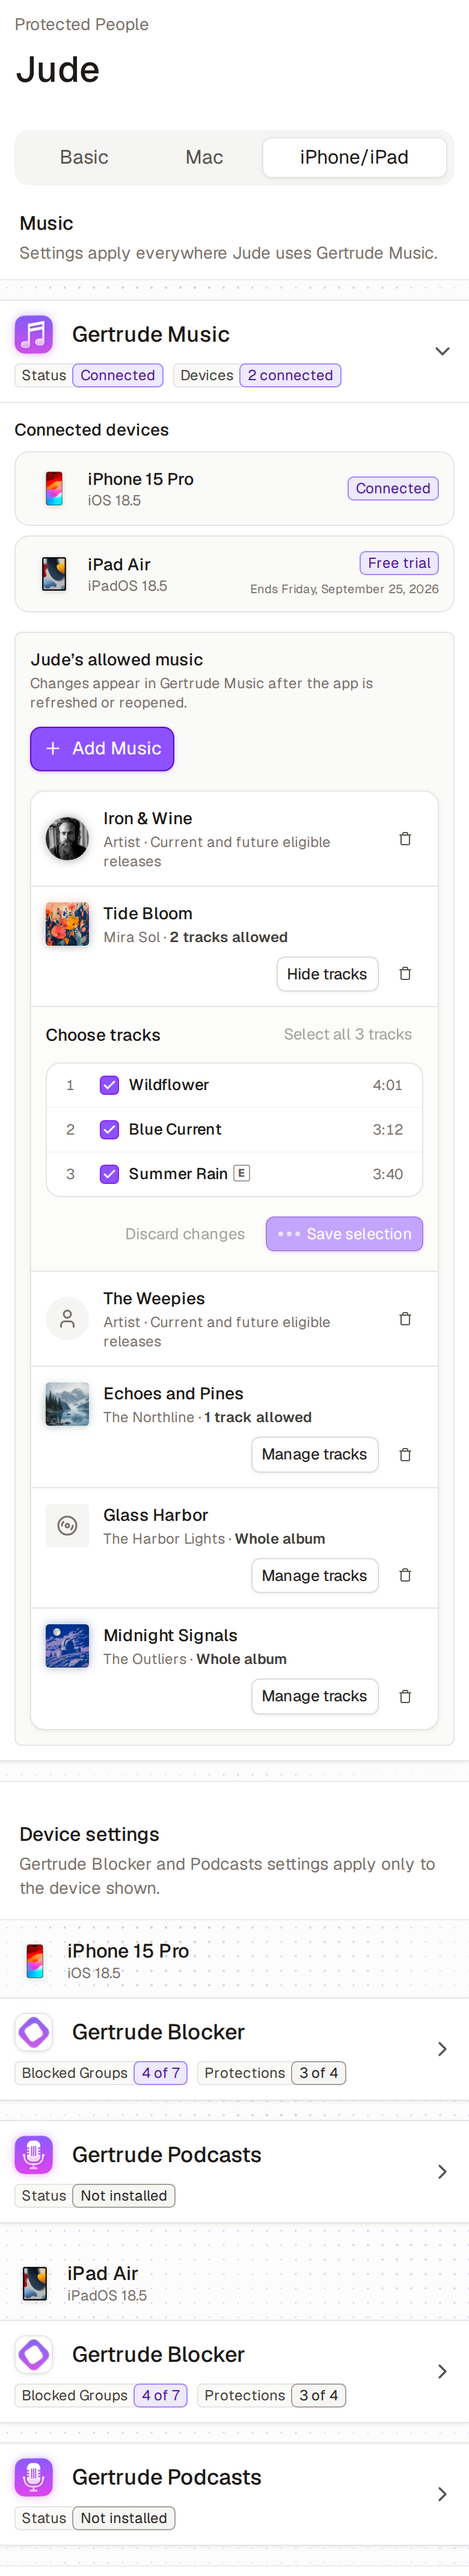 Protected People
Jude
Basic
Mac
iPhone/iPad
Music
Settings apply everywhere Jude uses Gertrude Music.
Gertrude Music
Status Connected Devices 2 connected
Connected devices
iPhone 15 Pro
iOS 18.5
Connected
iPad Air
iPadOS 18.5
Free trial
Ends Friday, September 25, 2026
Jude's allowed music
Changes appear in Gertrude Music after the app is
refreshed or reopened.
+ Add Music
Iron & Wine
Artist · Current and future eligible
releases
Tide Bloom
Mira Sol · 2 tracks allowed
Hide tracks
Choose tracks
Select all 3 tracks
1 Wildflower 4:01
2 Blue Current 3:12
3 Summer Rain E 3:40
Discard changes
Save selection
The Weepies
Artist · Current and future eligible
releases
Echoes and Pines
The Northline · 1 track allowed
Manage tracks
Glass Harbor
The Harbor Lights · Whole album
Manage tracks
Midnight Signals
The Outliers · Whole album
Manage tracks
Device settings
Gertrude Blocker and Podcasts settings apply only to
the device shown.
iPhone 15 Pro
iOS 18.5
Gertrude Blocker
Blocked Groups 4 of 7 Protections 3 of 4
Gertrude Podcasts
Status Not installed
iPad Air
iPadOS 18.5
Gertrude Blocker
Blocked Groups 4 of 7 Protections 3 of 4
Gertrude Podcasts
Status Not installed